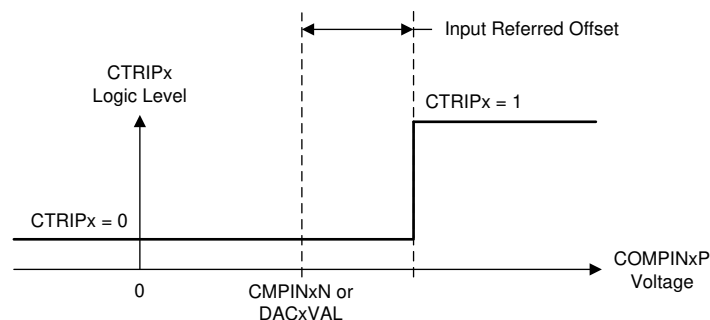 Input Referred Offset
CTRIPx
Logic Level
CTRIPx = 1
CTRIPx = 0
COMPINxP
Voltage
0
CMPINxN or
DACxVAL